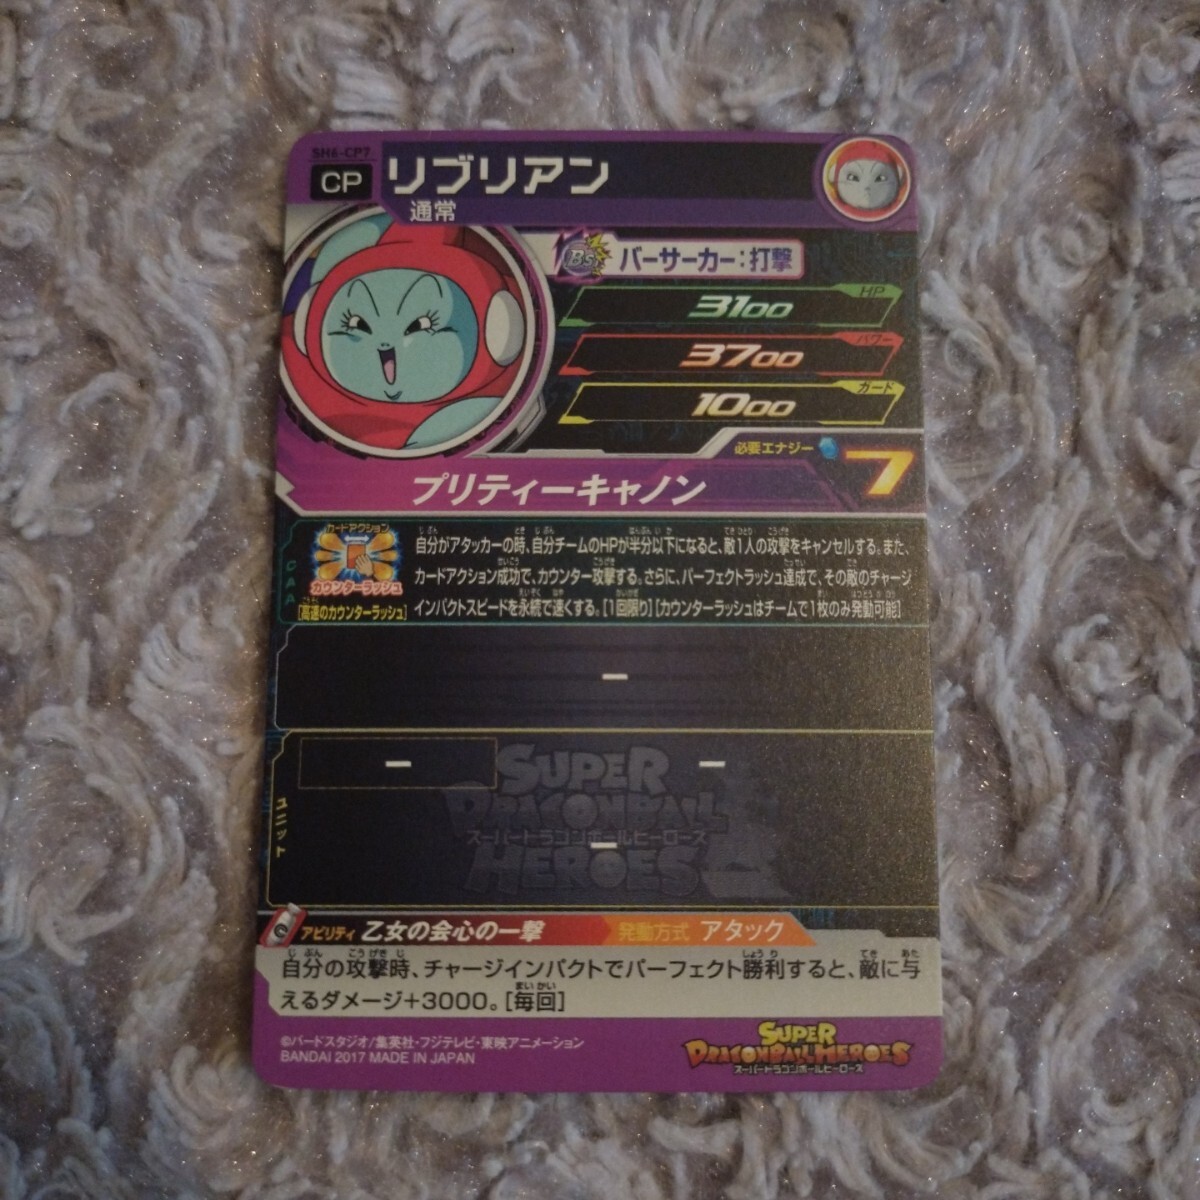 SH6-CP7
CP
リブリアン
通常
BS
バーサーカー:打撃
HP
3100
パワー
3700
ガード
1000
必要エナジー
7
プリティーキャノン
CAA
カードアクション
カウンターラッシュ
[高速のカウンターラッシュ]
自分がアタッカーの時、自分チームのHPが半分以下になると、敵1人の攻撃をキャンセルする。また、
カードアクション成功で、カウンター攻撃する。さらに、パーフェクトラッシュ達成で、その敵のチャージ
インパクトスピードを永続で速くする。[1回限り][カウンターラッシュはチームで1枚のみ発動可能]
ー
ユニット
ー
ー
ー
SUPER
DRAGONBALL
スーパードラゴンボールヒーローズ
HEROES
アビリティ 乙女の会心の一撃
発動方式 アタック
自分の攻撃時、チャージインパクトでパーフェクト勝利すると、敵に与
えるダメージ+3000。[毎回]
©バードスタジオ/集英社・フジテレビ・東映アニメーション
BANDAI 2017 MADE IN JAPAN
SUPER
DRAGONBALL HEROES
スーパードラゴンボールヒーローズ